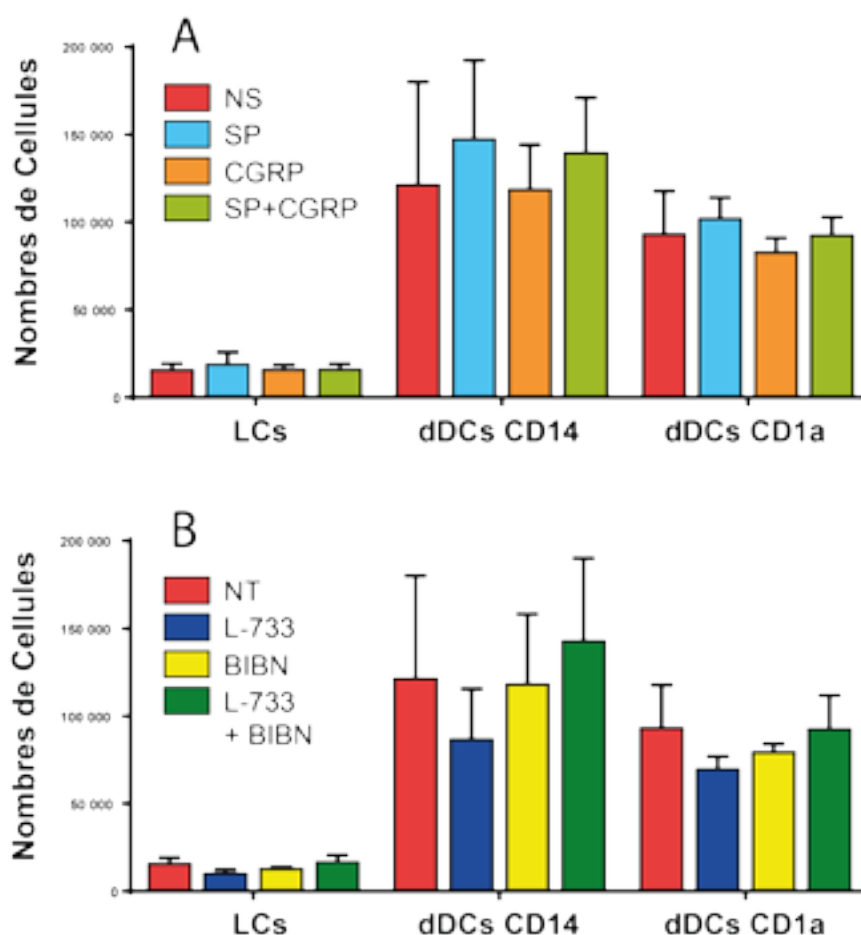 A
Nombres de Cellules
200 000
150 000
100 000
50 000
0
NS
SP
CGRP
SP+CGRP
LCs
dDCs CD14
dDCs CD1a
B
Nombres de Cellules
200 000
150 000
100 000
50 000
0
NT
L-733
BIBN
L-733
+ BIBN
LCs
dDCs CD14
dDCs CD1a